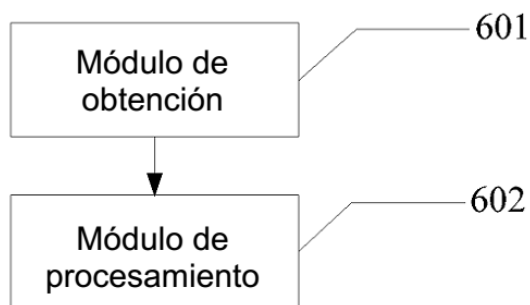 Módulo de
obtención
601
Módulo de
procesamiento
602